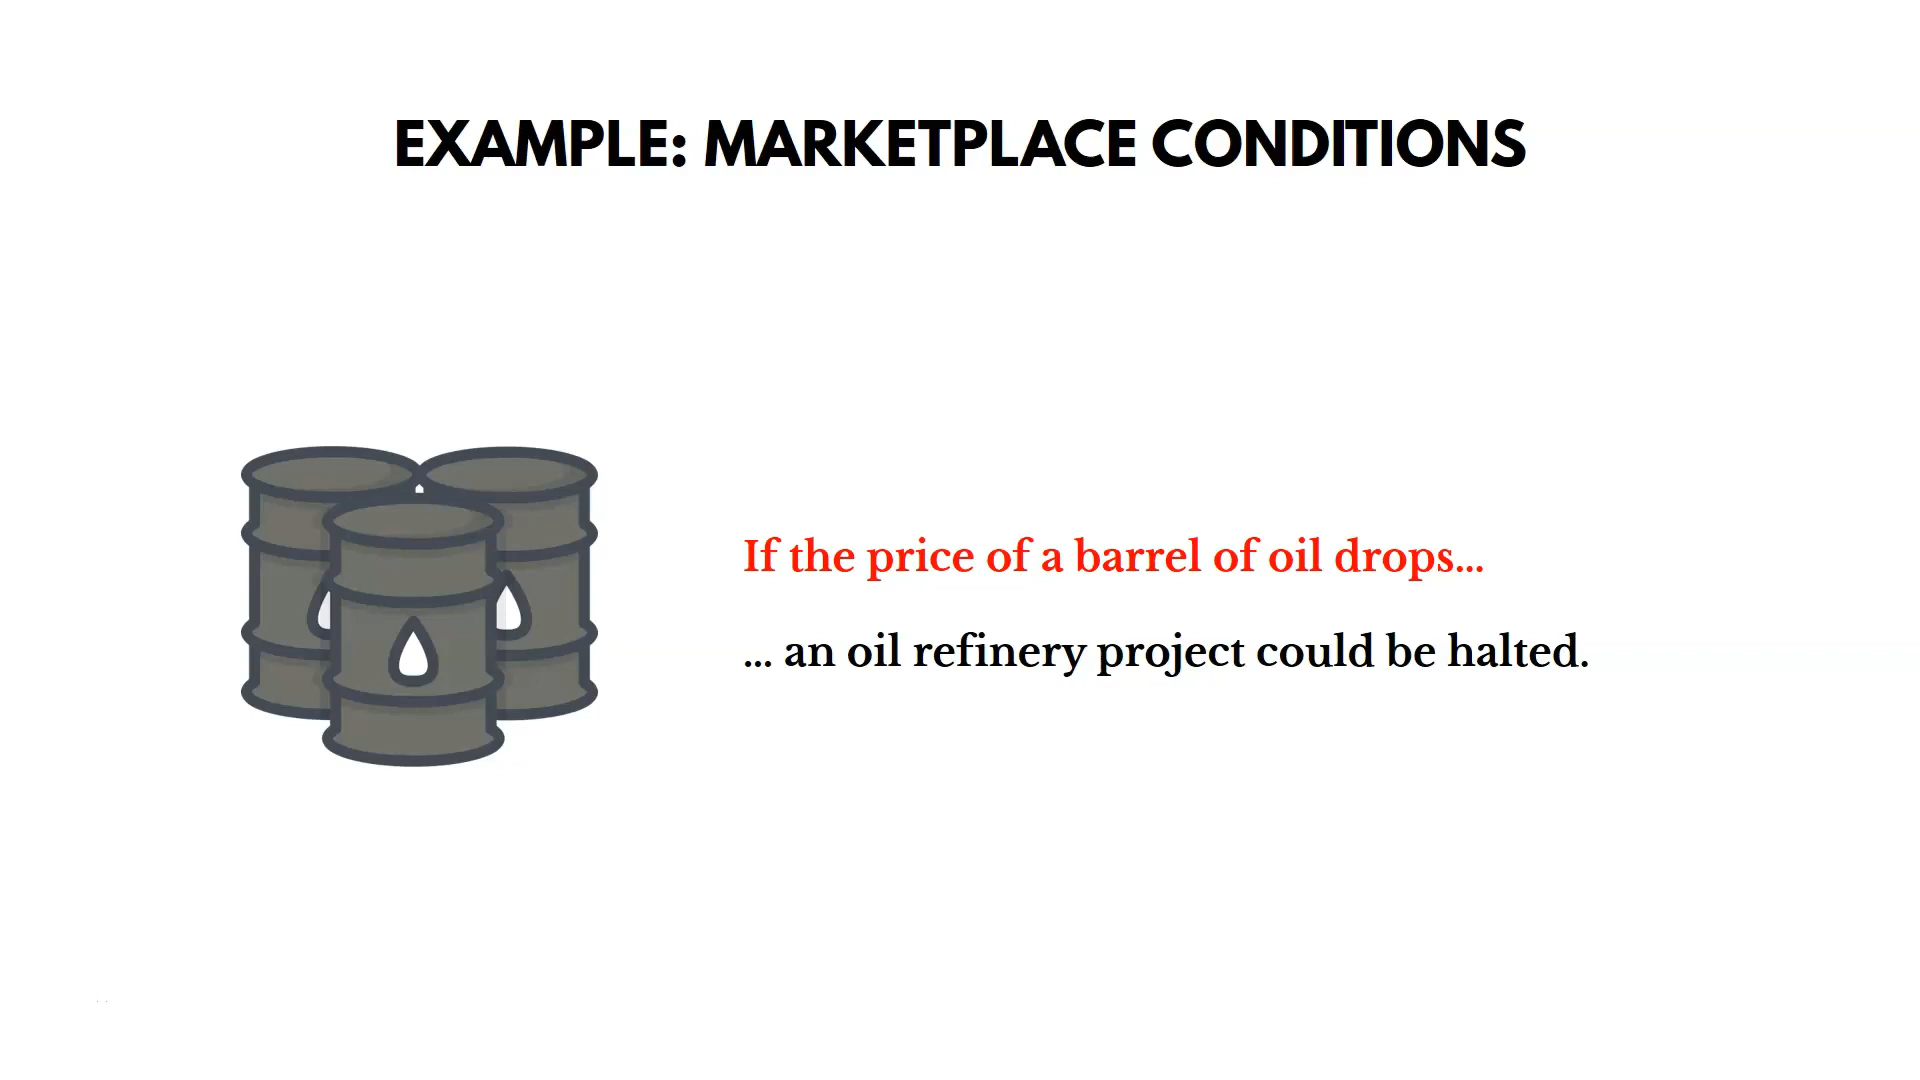 EXAMPLE: MARKETPLACE CONDITIONS
If the price of a barrel of oil drops...
... an oil refinery project could be halted.